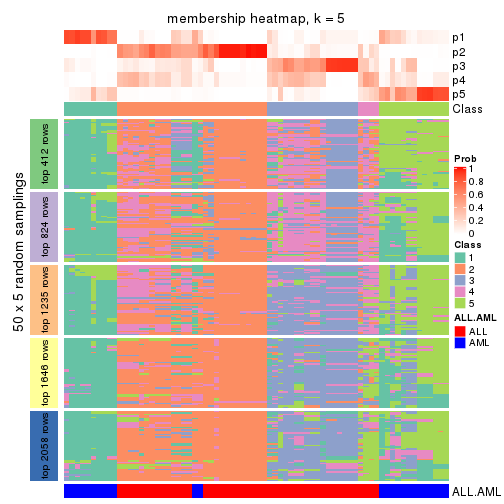 membership heatmap, k = 5
p1
p2
p3
p4
p5
Class
50 x 5 random samplings
top 412 rows
top 824 rows
top 1235 rows
top 1646 rows
top 2058 rows
Prob
1
0.8
0.6
0.4
0.2
0
Class
1
2
3
4
5
ALL.AML
ALL
AML
ALL.AML